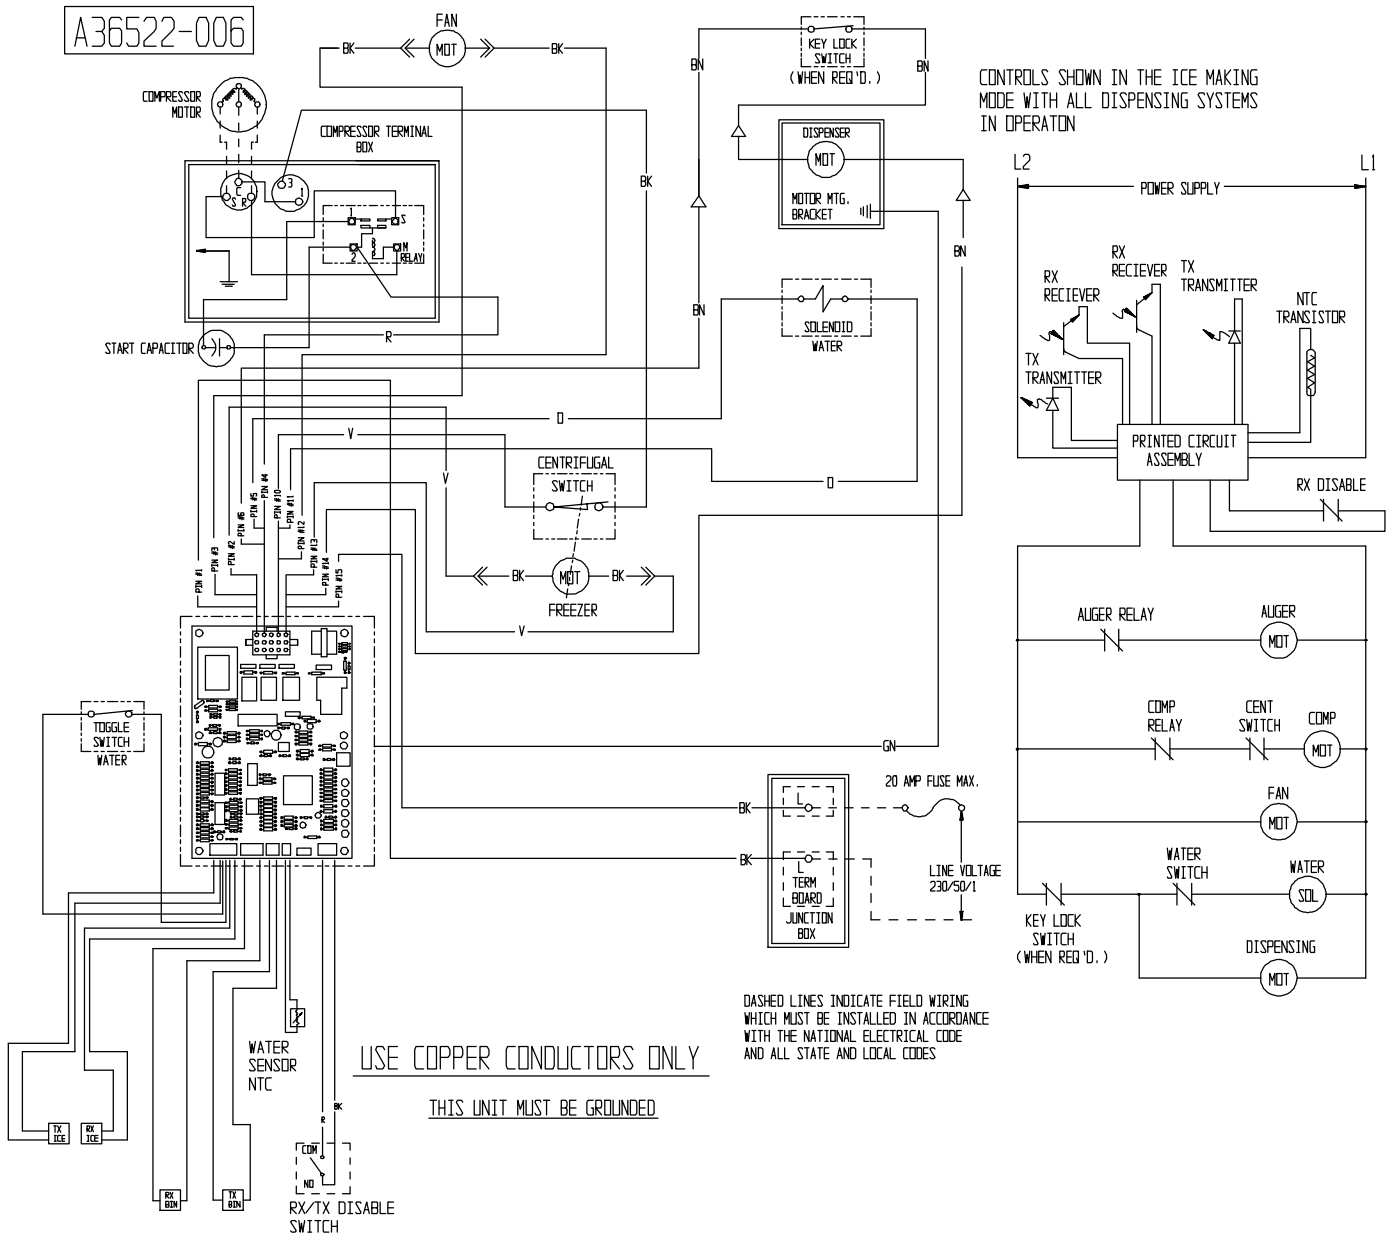 A36522-006
FAN
BK
MOT
BK
COMPRESSOR
MOTOR
COMPRESSOR TERMINAL
BOX
C
S R
3
1
1
S
2
M
RELAY
START CAPACITOR
R
BK
BN
KEY LOCK
SWITCH
(WHEN REQ'D.)
BN
DISPENSER
MOT
MOTOR MTG.
BRACKET
BN
BN
SOLENOID
WATER
O
V
CENTRIFUGAL
SWITCH
V
O
BK
MOT
BK
FREEZER
V
PIN #1
PIN #3
PIN #2
PIN #6
PIN #5
PIN #4
PIN #10
PIN #11
PIN #12
PIN #13
PIN #14
PIN #15
TOGGLE
SWITCH
WATER
GN
20 AMP FUSE MAX.
BK
L
BK
L
TERM
BOARD
JUNCTION
BOX
LINE VOLTAGE
230/50/1
WATER
SENSOR
NTC
TX
ICE
RX
ICE
RX
BIN
TX
BIN
R
BK
COM
NO
RX/TX DISABLE
SWITCH
USE COPPER CONDUCTORS ONLY
THIS UNIT MUST BE GROUNDED
DASHED LINES INDICATE FIELD WIRING
WHICH MUST BE INSTALLED IN ACCORDANCE
WITH THE NATIONAL ELECTRICAL CODE
AND ALL STATE AND LOCAL CODES
CONTROLS SHOWN IN THE ICE MAKING
MODE WITH ALL DISPENSING SYSTEMS
IN OPERATON
L2
L1
POWER SUPPLY
RX
RECIEVER
RX
RECIEVER
TX
TRANSMITTER
NTC
TRANSISTOR
TX
TRANSMITTER
PRINTED CIRCUIT
ASSEMBLY
RX DISABLE
AUGER RELAY
AUGER
MOT
COMP
RELAY
CENT
SWITCH
COMP
MOT
FAN
MOT
WATER
SWITCH
WATER
SOL
KEY LOCK
SWITCH
(WHEN REQ'D.)
DISPENSING
MOT